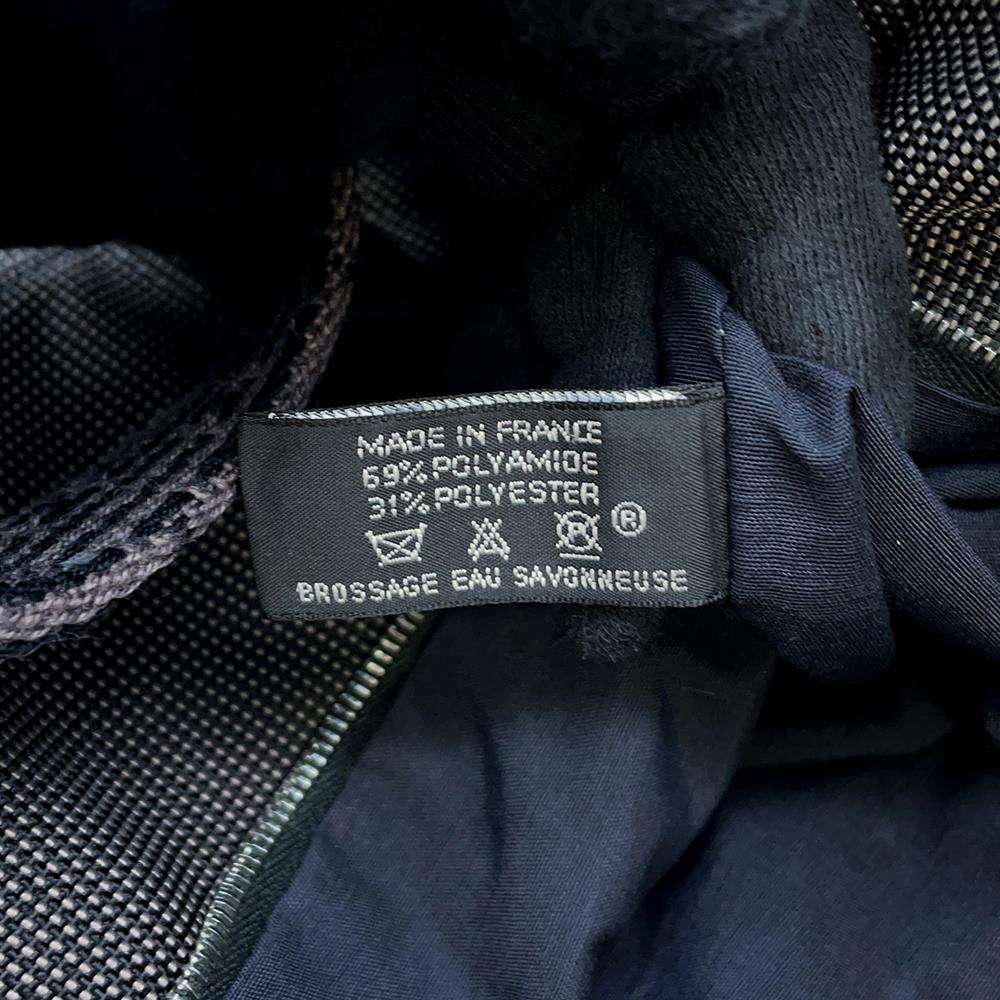 MADE IN FRANCE
69% POLYAMIDE
31% POLYESTER
®
BROSSAGE EAU SAVONNEUSE